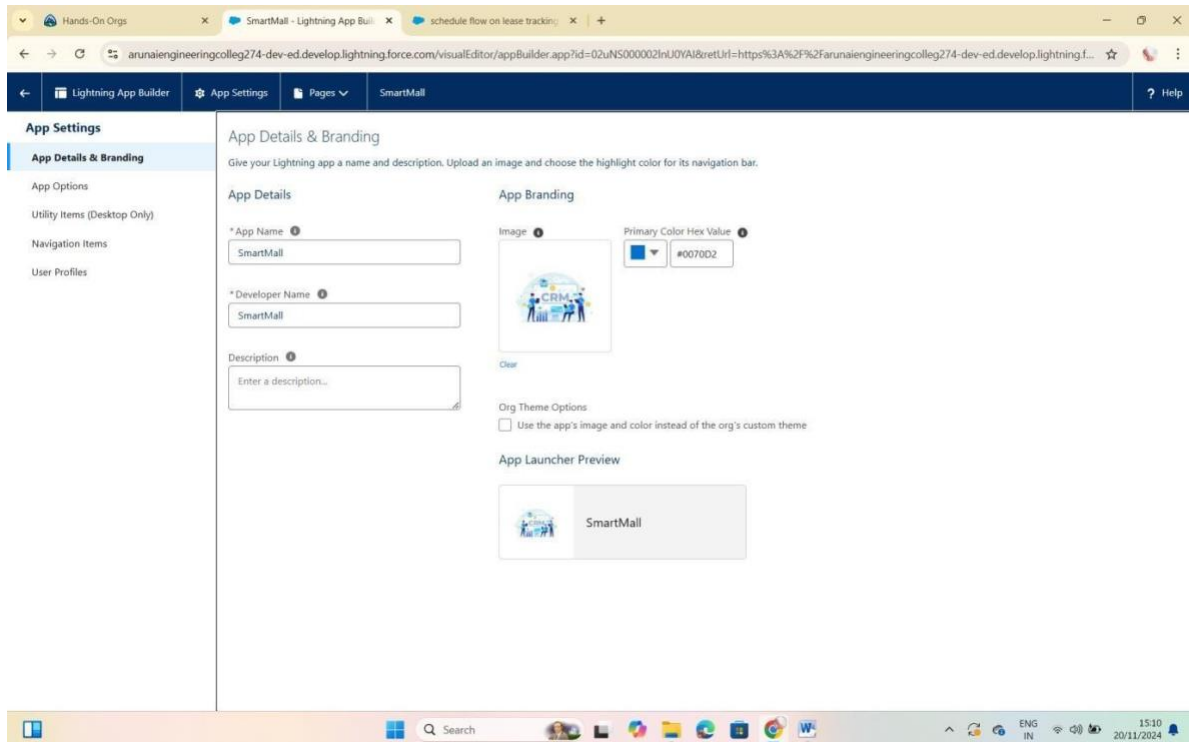 Hands-On Orgs
SmartMall - Lightning App Buil
schedule flow on lease tracking
arunaiengineeringcolleg274-dev-ed.develop.lightning.force.com/visualEditor/appBuilder.app?id=02uNS000002lnU0YAI&retUrl=https%3A%2F%2Farunaiengineeringcolleg274-dev-ed.develop.lightning.f...
Lightning App Builder
App Settings
Pages
SmartMall
? Help
App Settings
App Details & Branding
App Options
Utility Items (Desktop Only)
Navigation Items
User Profiles
App Details & Branding
Give your Lightning app a name and description. Upload an image and choose the highlight color for its navigation bar.
App Details
*App Name
SmartMall
*Developer Name
SmartMall
Description
Enter a description...
App Branding
Image
CRM
Clear
Primary Color Hex Value
#0070D2
Org Theme Options
Use the app's image and color instead of the org's custom theme
App Launcher Preview
CRM
SmartMall
Search
ENG
IN
15:10
20/11/2024